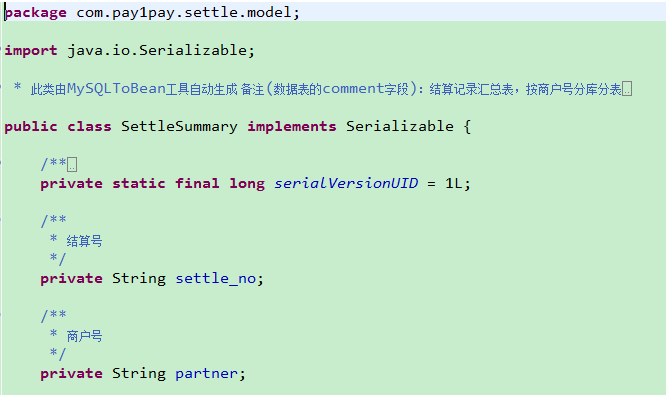 package com.pay1pay.settle.model;
import java.io.Serializable;
* 此类由MySQLToBean工具自动生成 备注(数据表的comment字段)：结算记录汇总表，按商户号分库分表..
public class SettleSummary implements Serializable {
/**..
private static final long serialVersionUID = 1L;
/**
* 结算号
*/
private String settle_no;
/**
* 商户号
*/
private String partner;